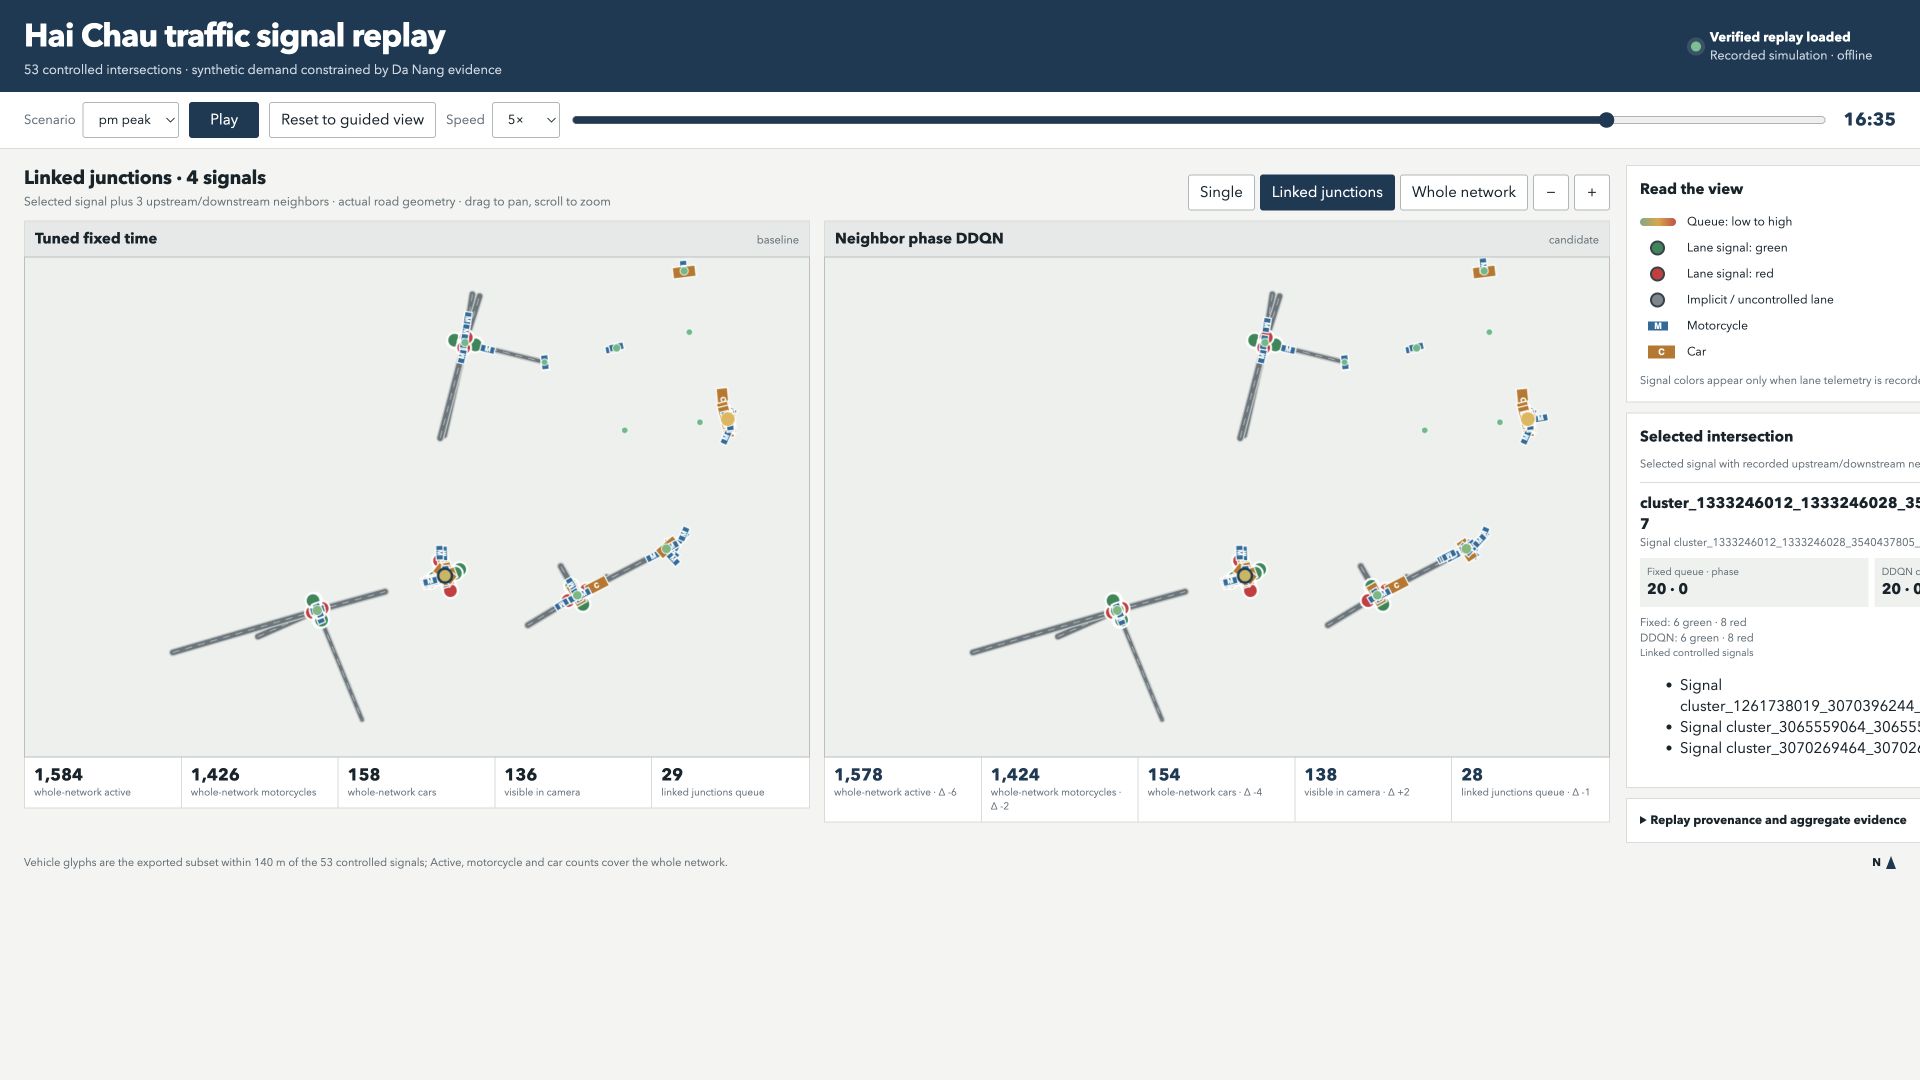 Hai Chau traffic signal replay
53 controlled intersections · synthetic demand constrained by Da Nang evidence
Verified replay loaded
Recorded simulation · offline
Scenario
pm peak
Play
Reset to guided view
Speed
5×
16:35
Linked junctions · 4 signals
Selected signal plus 3 upstream/downstream neighbors · actual road geometry · drag to pan, scroll to zoom
Single
Linked junctions
Whole network
−
+
Tuned fixed time
baseline
Neighbor phase DDQN
candidate
1,584
whole-network active
1,426
whole-network motorcycles
158
whole-network cars
136
visible in camera
29
linked junctions queue
1,578
whole-network active · Δ -6
1,424
whole-network motorcycles ·
Δ -2
154
whole-network cars · Δ -4
138
visible in camera · Δ +2
28
linked junctions queue · Δ -1
Vehicle glyphs are the exported subset within 140 m of the 53 controlled signals; Active, motorcycle and car counts cover the whole network.
Read the view
Queue: low to high
Lane signal: green
Lane signal: red
Implicit / uncontrolled lane
M Motorcycle
C Car
Signal colors appear only when lane telemetry is recorde
Selected intersection
Selected signal with recorded upstream/downstream ne
cluster_1333246012_1333246028_35
7
Signal cluster_1333246012_1333246028_3540437805_
Fixed queue · phase
20 · 0
DDQN c
20 · 0
Fixed: 6 green · 8 red
DDQN: 6 green · 8 red
Linked controlled signals
• Signal
cluster_1261738019_3070396244_
• Signal cluster_3065559064_306555
• Signal cluster_3070269464_30702
Replay provenance and aggregate evidence
N